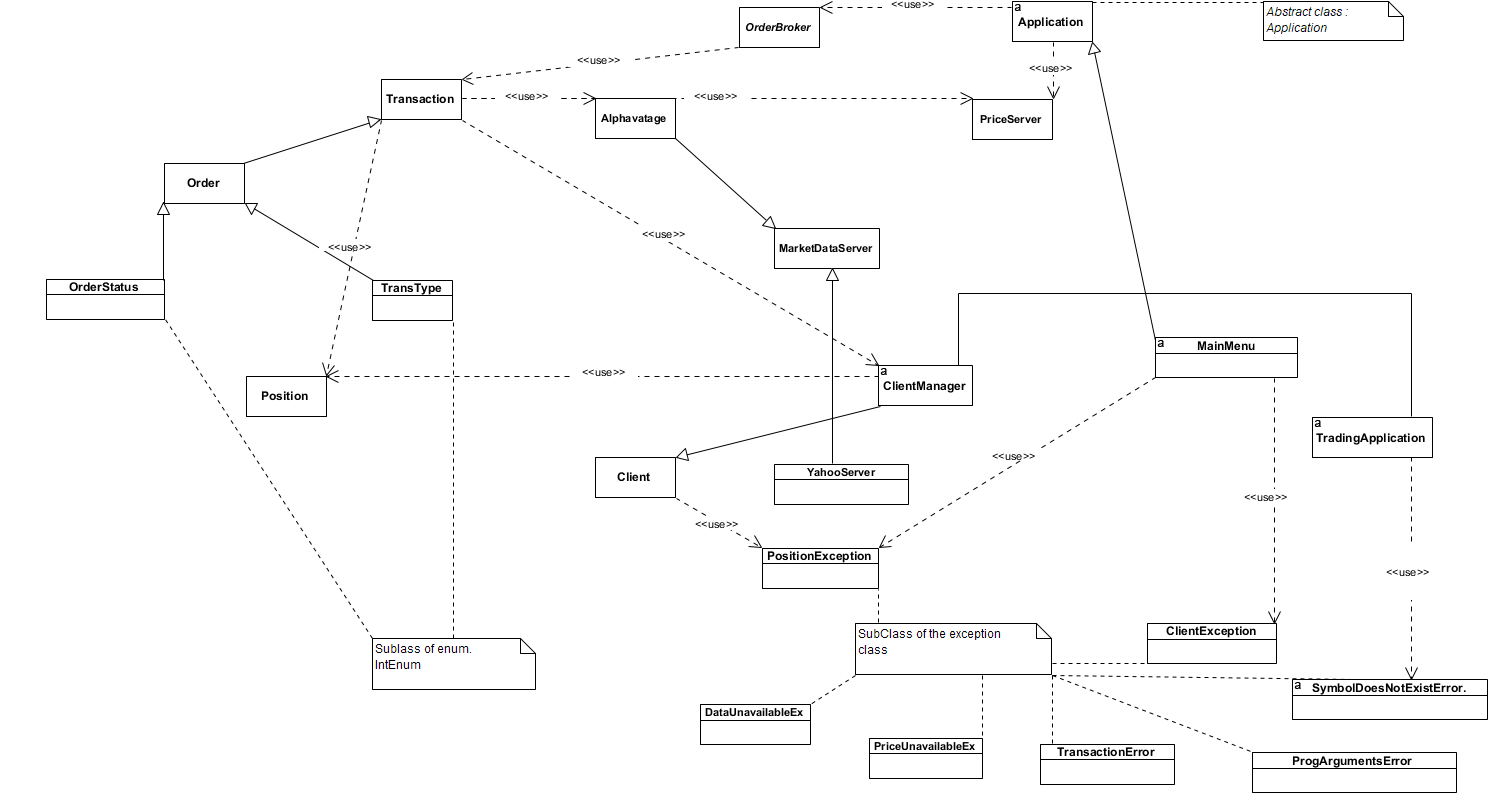 <<use>>
a
Application
Abstract class :
Application
OrderBroker
<<use>>
<<use>>
Transaction
<<use>>
Alphavatage
<<use>>
PriceServer
Order
<<use>>
<<use>>
MarketDataServer
OrderStatus
TransType
a
MainMenu
Position
<<use>>
a
ClientManager
a
TradingApplication
Client
YahooServer
<<use>>
<<use>>
<<use>>
PositionException
<<use>>
Sublass of enum.
IntEnum
SubClass of the exception
class
ClientException
a
SymbolDoesNotExistError.
DataUnavailableEx
PriceUnavailableEx
TransactionError
ProgArgumentsError